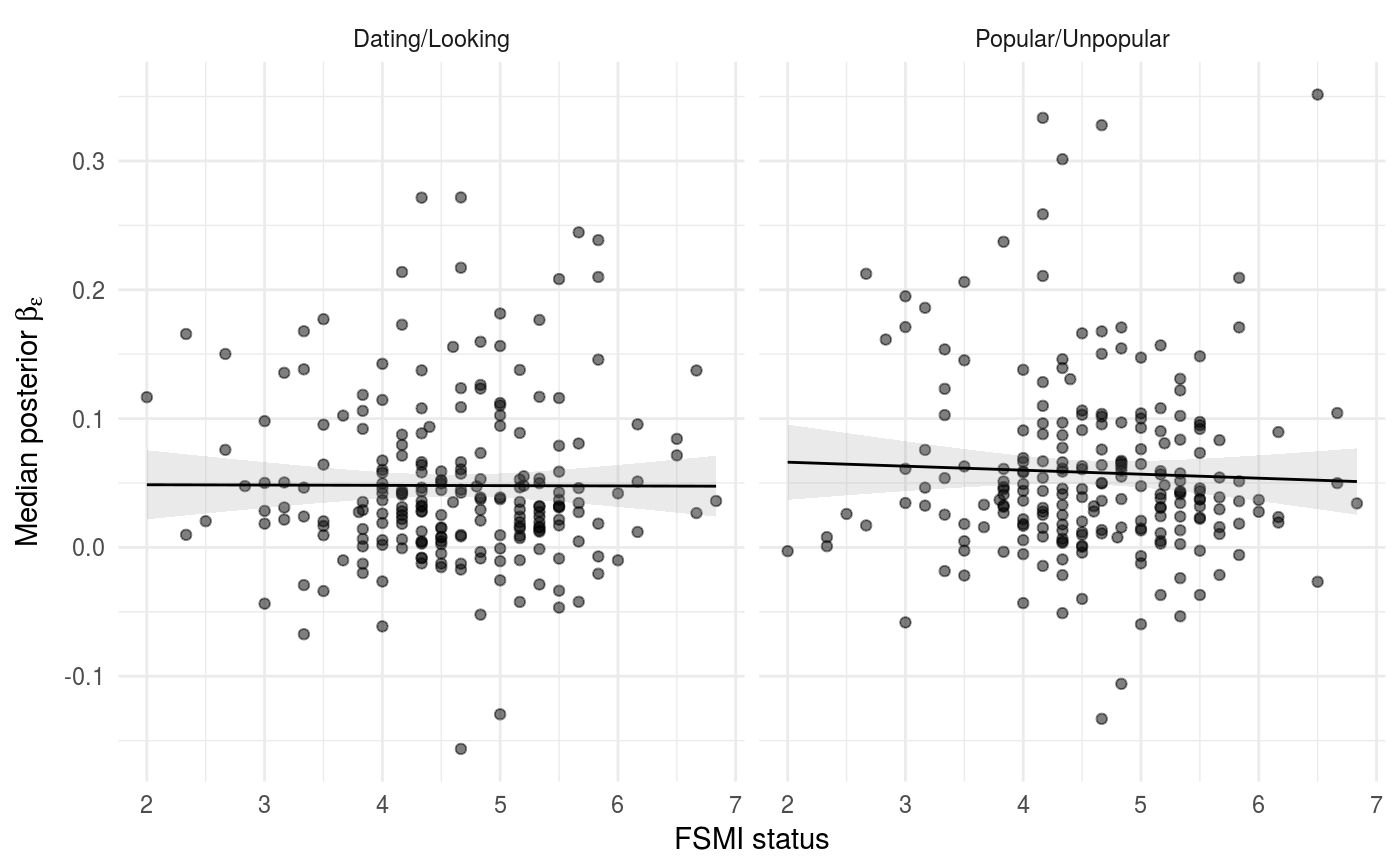 Dating/Looking
Popular/Unpopular
Median posterior βε
0.3
0.2
0.1
0.0
-0.1
2 3 4 5 6 7
2 3 4 5 6 7
FSMI status